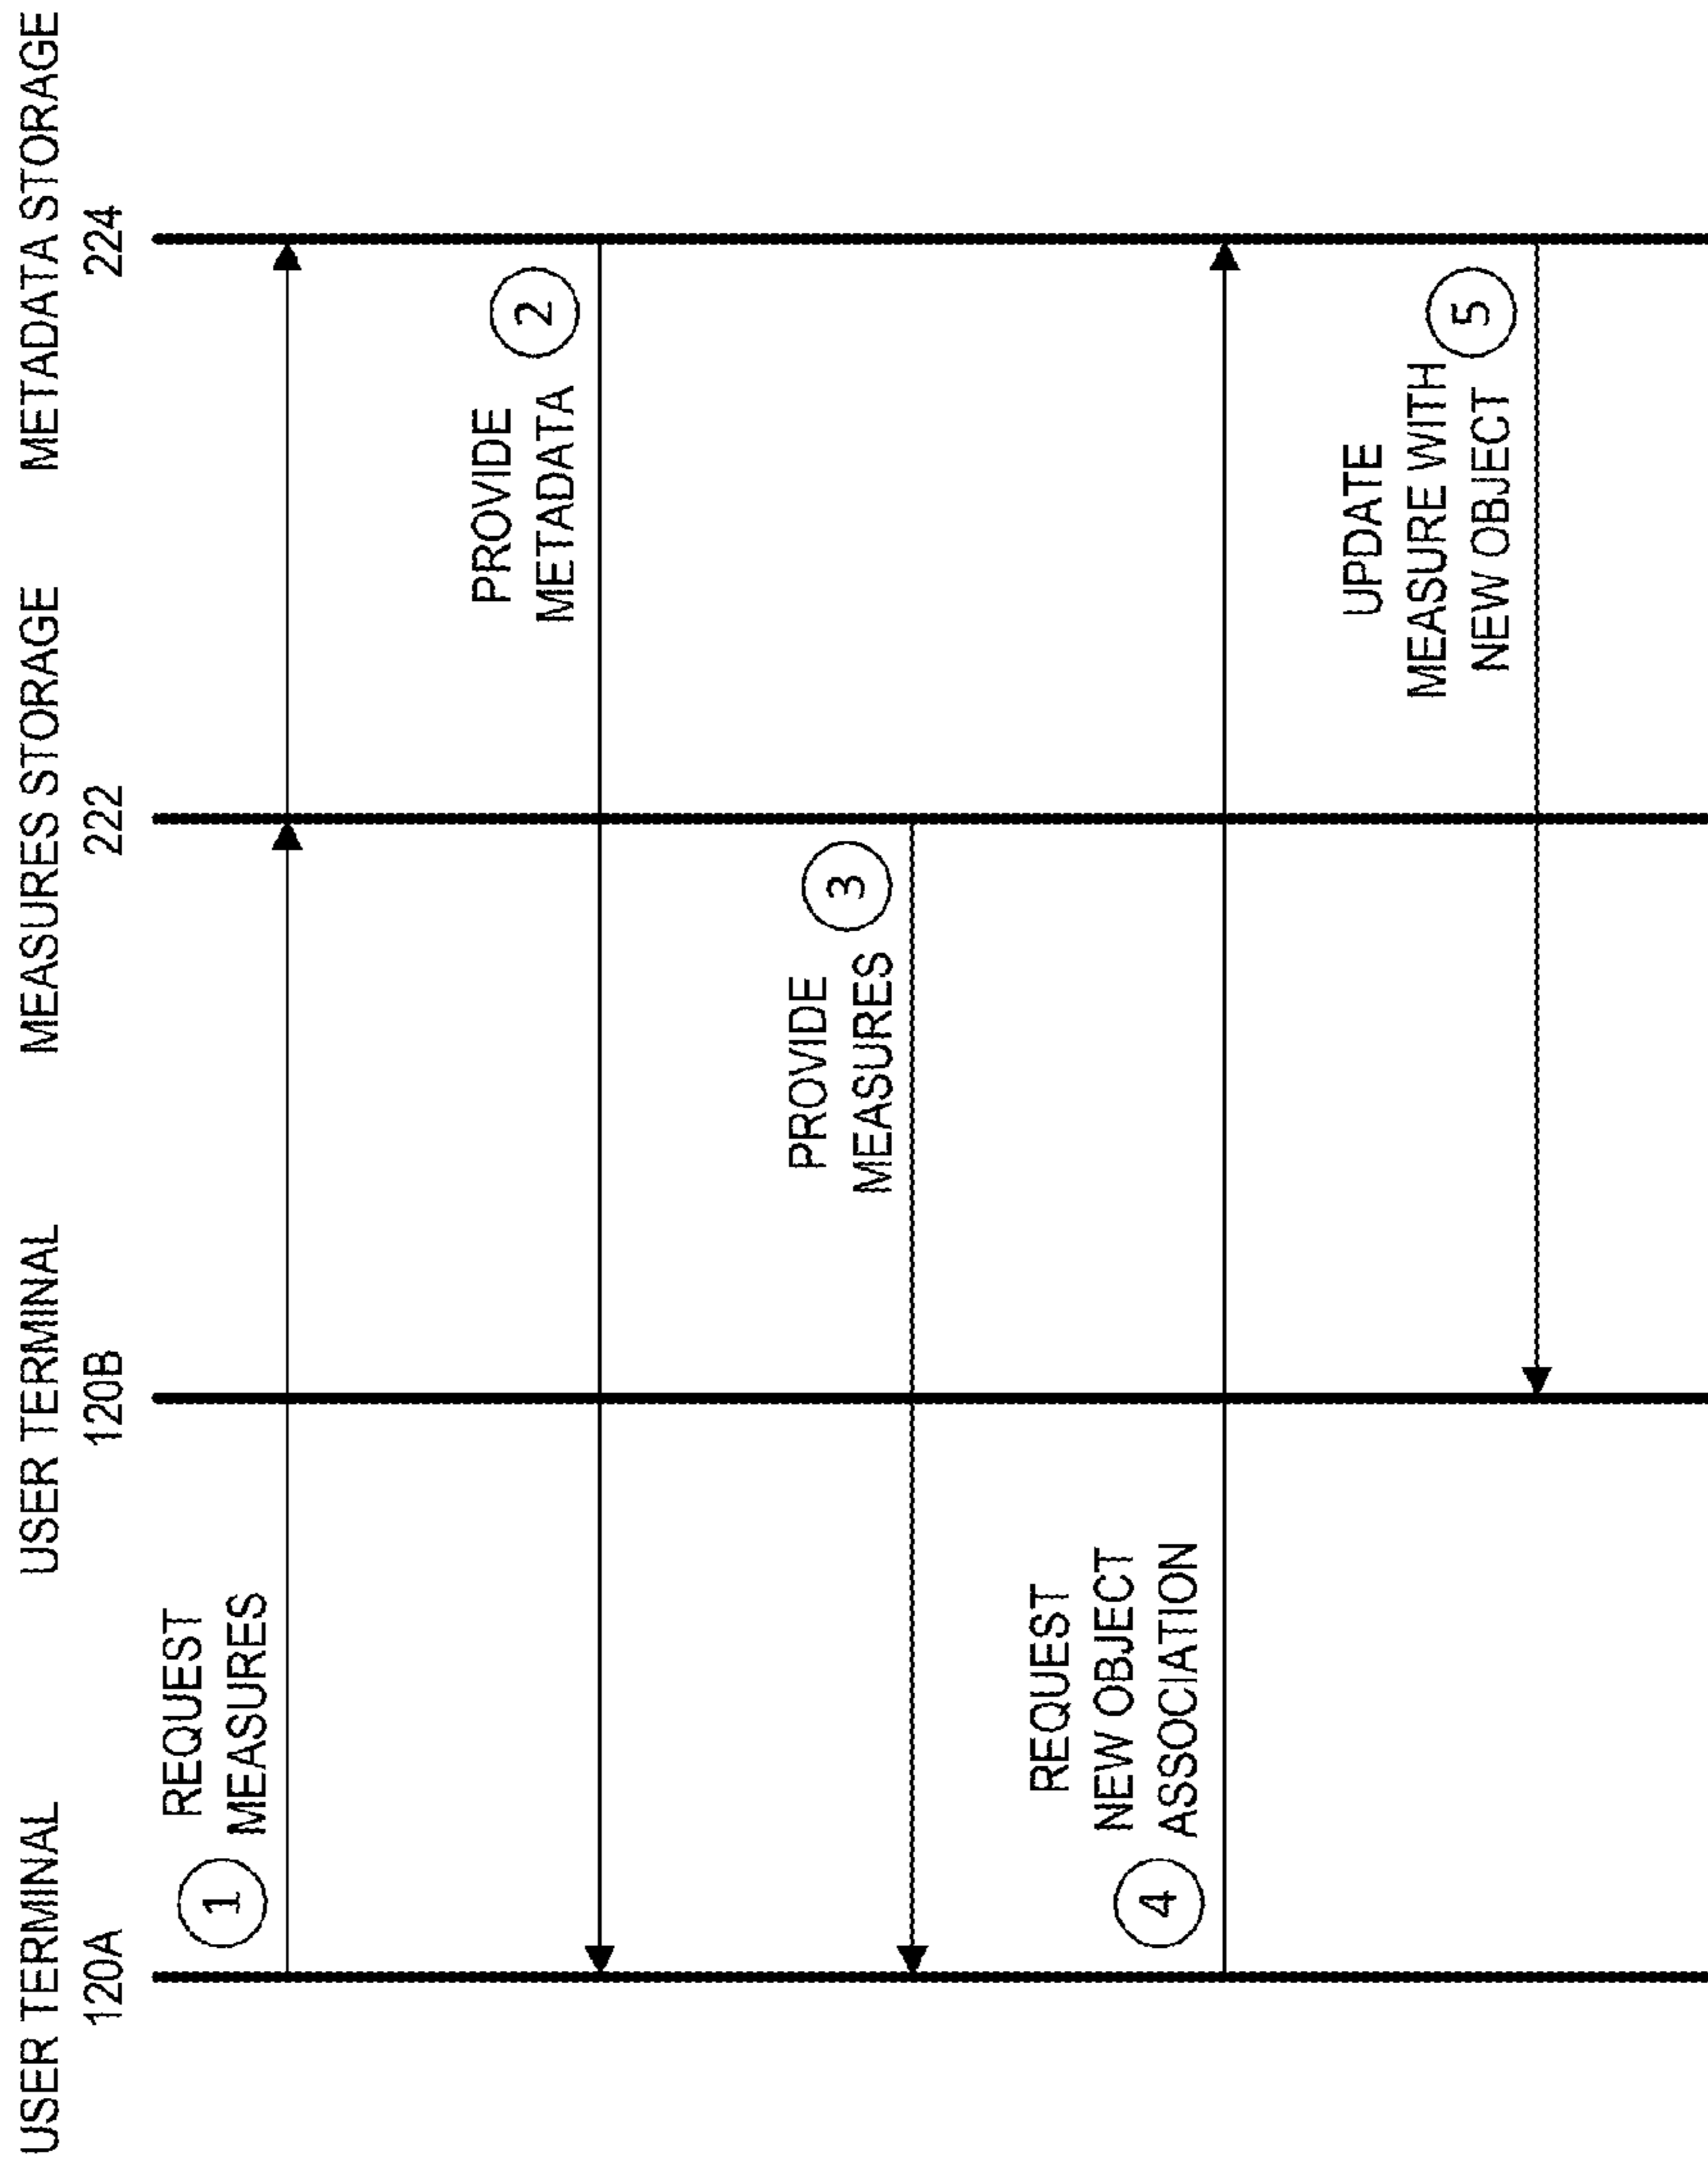 USER TERMINAL
120A
USER TERMINAL
120B
MEASURES STORAGE
222
METADATA STORAGE
224
1
REQUEST
MEASURES
PROVIDE
METADATA
2
PROVIDE
MEASURES
3
REQUEST
NEW OBJECT
ASSOCIATION
4
UPDATE
MEASURE WITH
NEW OBJECT
5